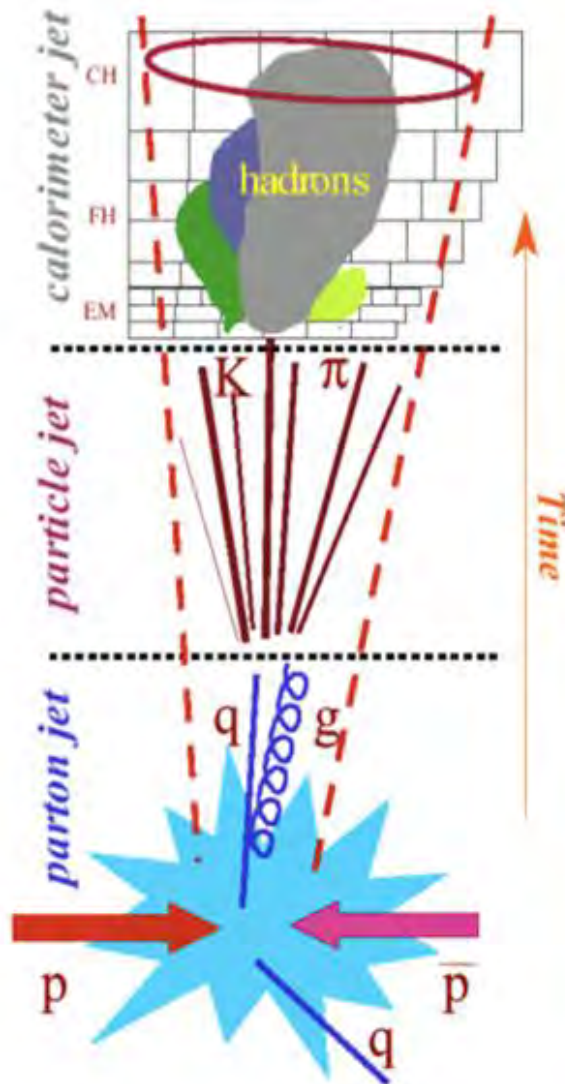 calorimeter jet
CH
hadrons
FH
EM
K π
particle jet
Time
parton jet
q g
p p̅
q